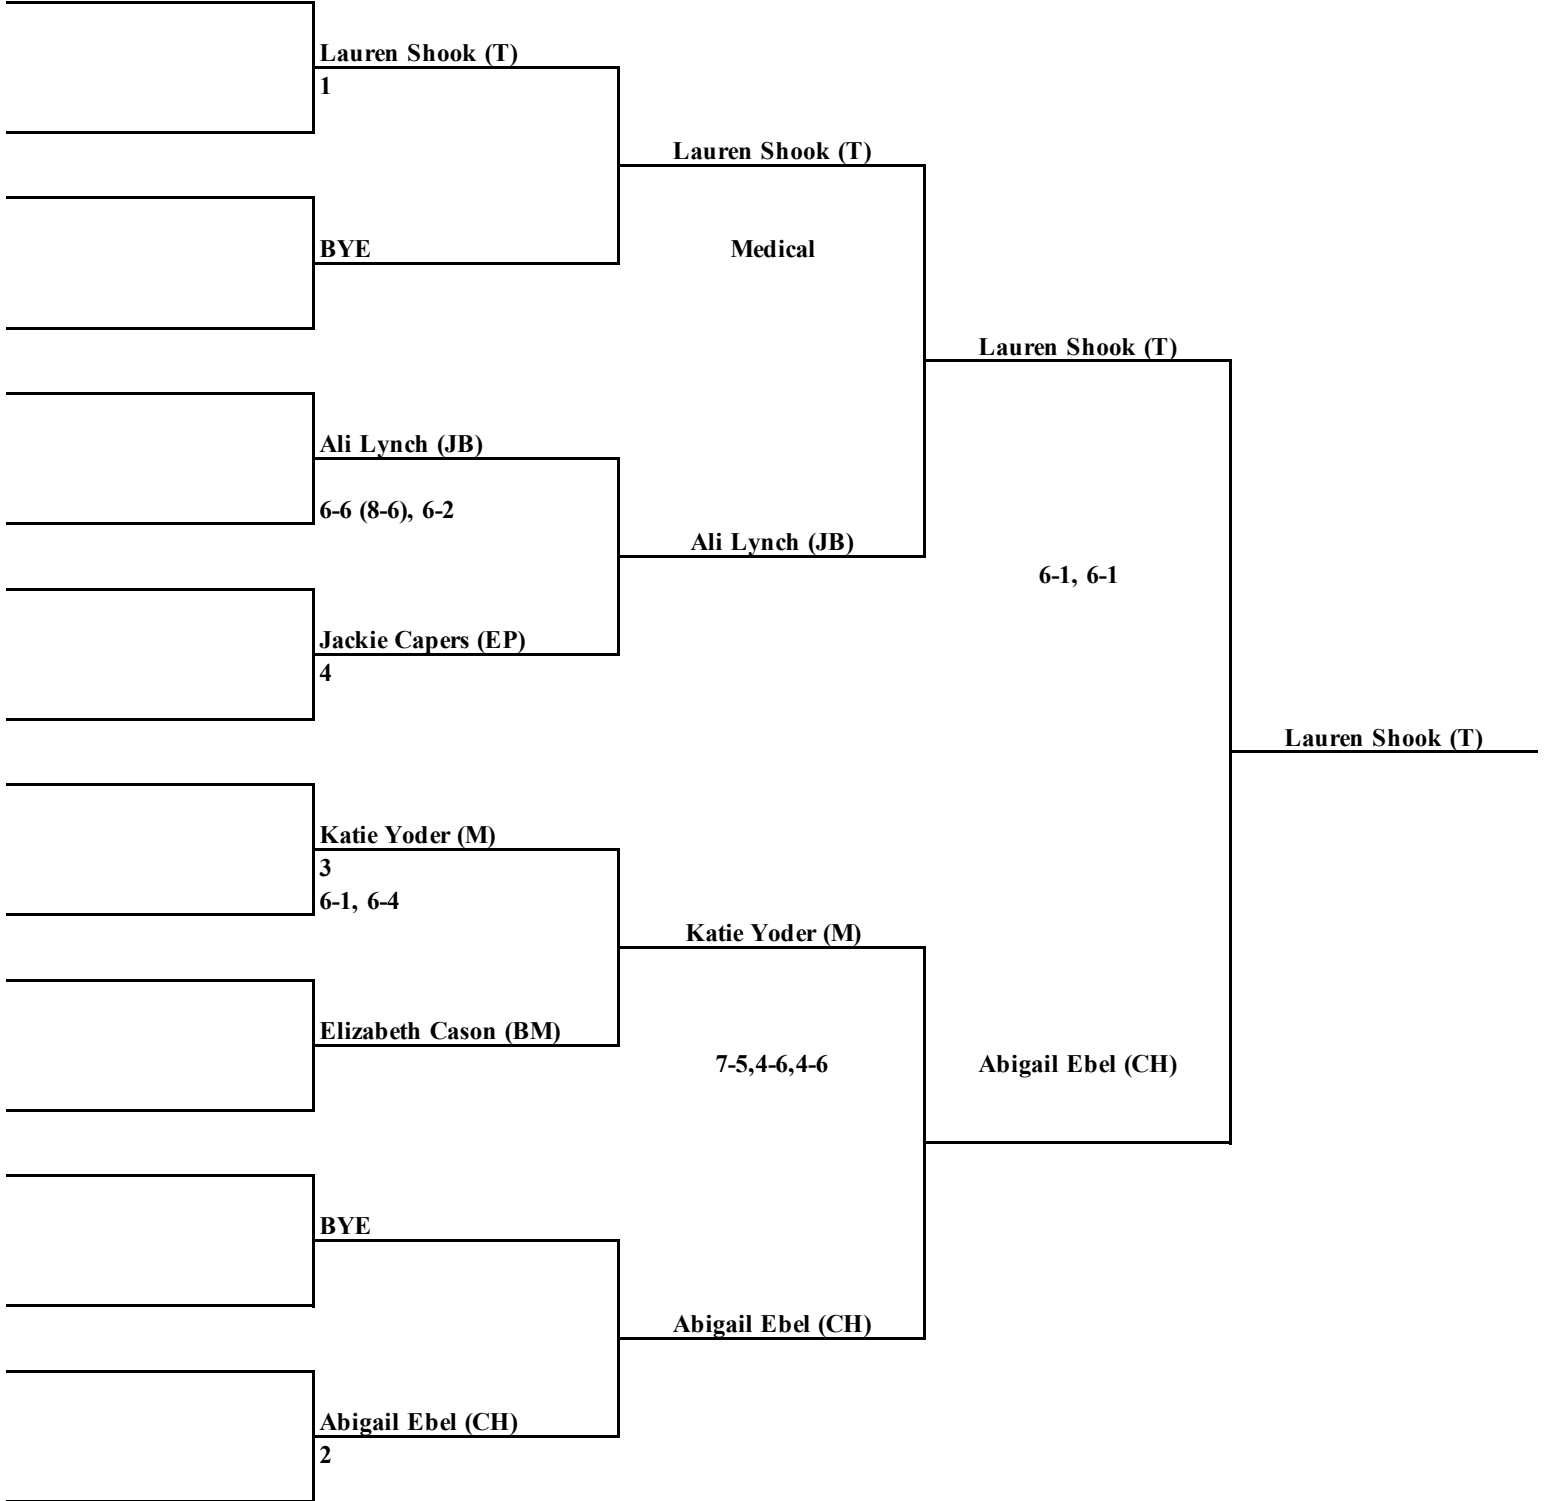 Lauren Shook (T)
1
Lauren Shook (T)
BYE
Medical
Lauren Shook (T)
Ali Lynch (JB)
6-6 (8-6), 6-2
Ali Lynch (JB)
6-1, 6-1
Jackie Capers (EP)
4
Lauren Shook (T)
Katie Yoder (M)
3
6-1, 6-4
Katie Yoder (M)
Elizabeth Cason (BM)
7-5,4-6,4-6
Abigail Ebel (CH)
BYE
Abigail Ebel (CH)
Abigail Ebel (CH)
2